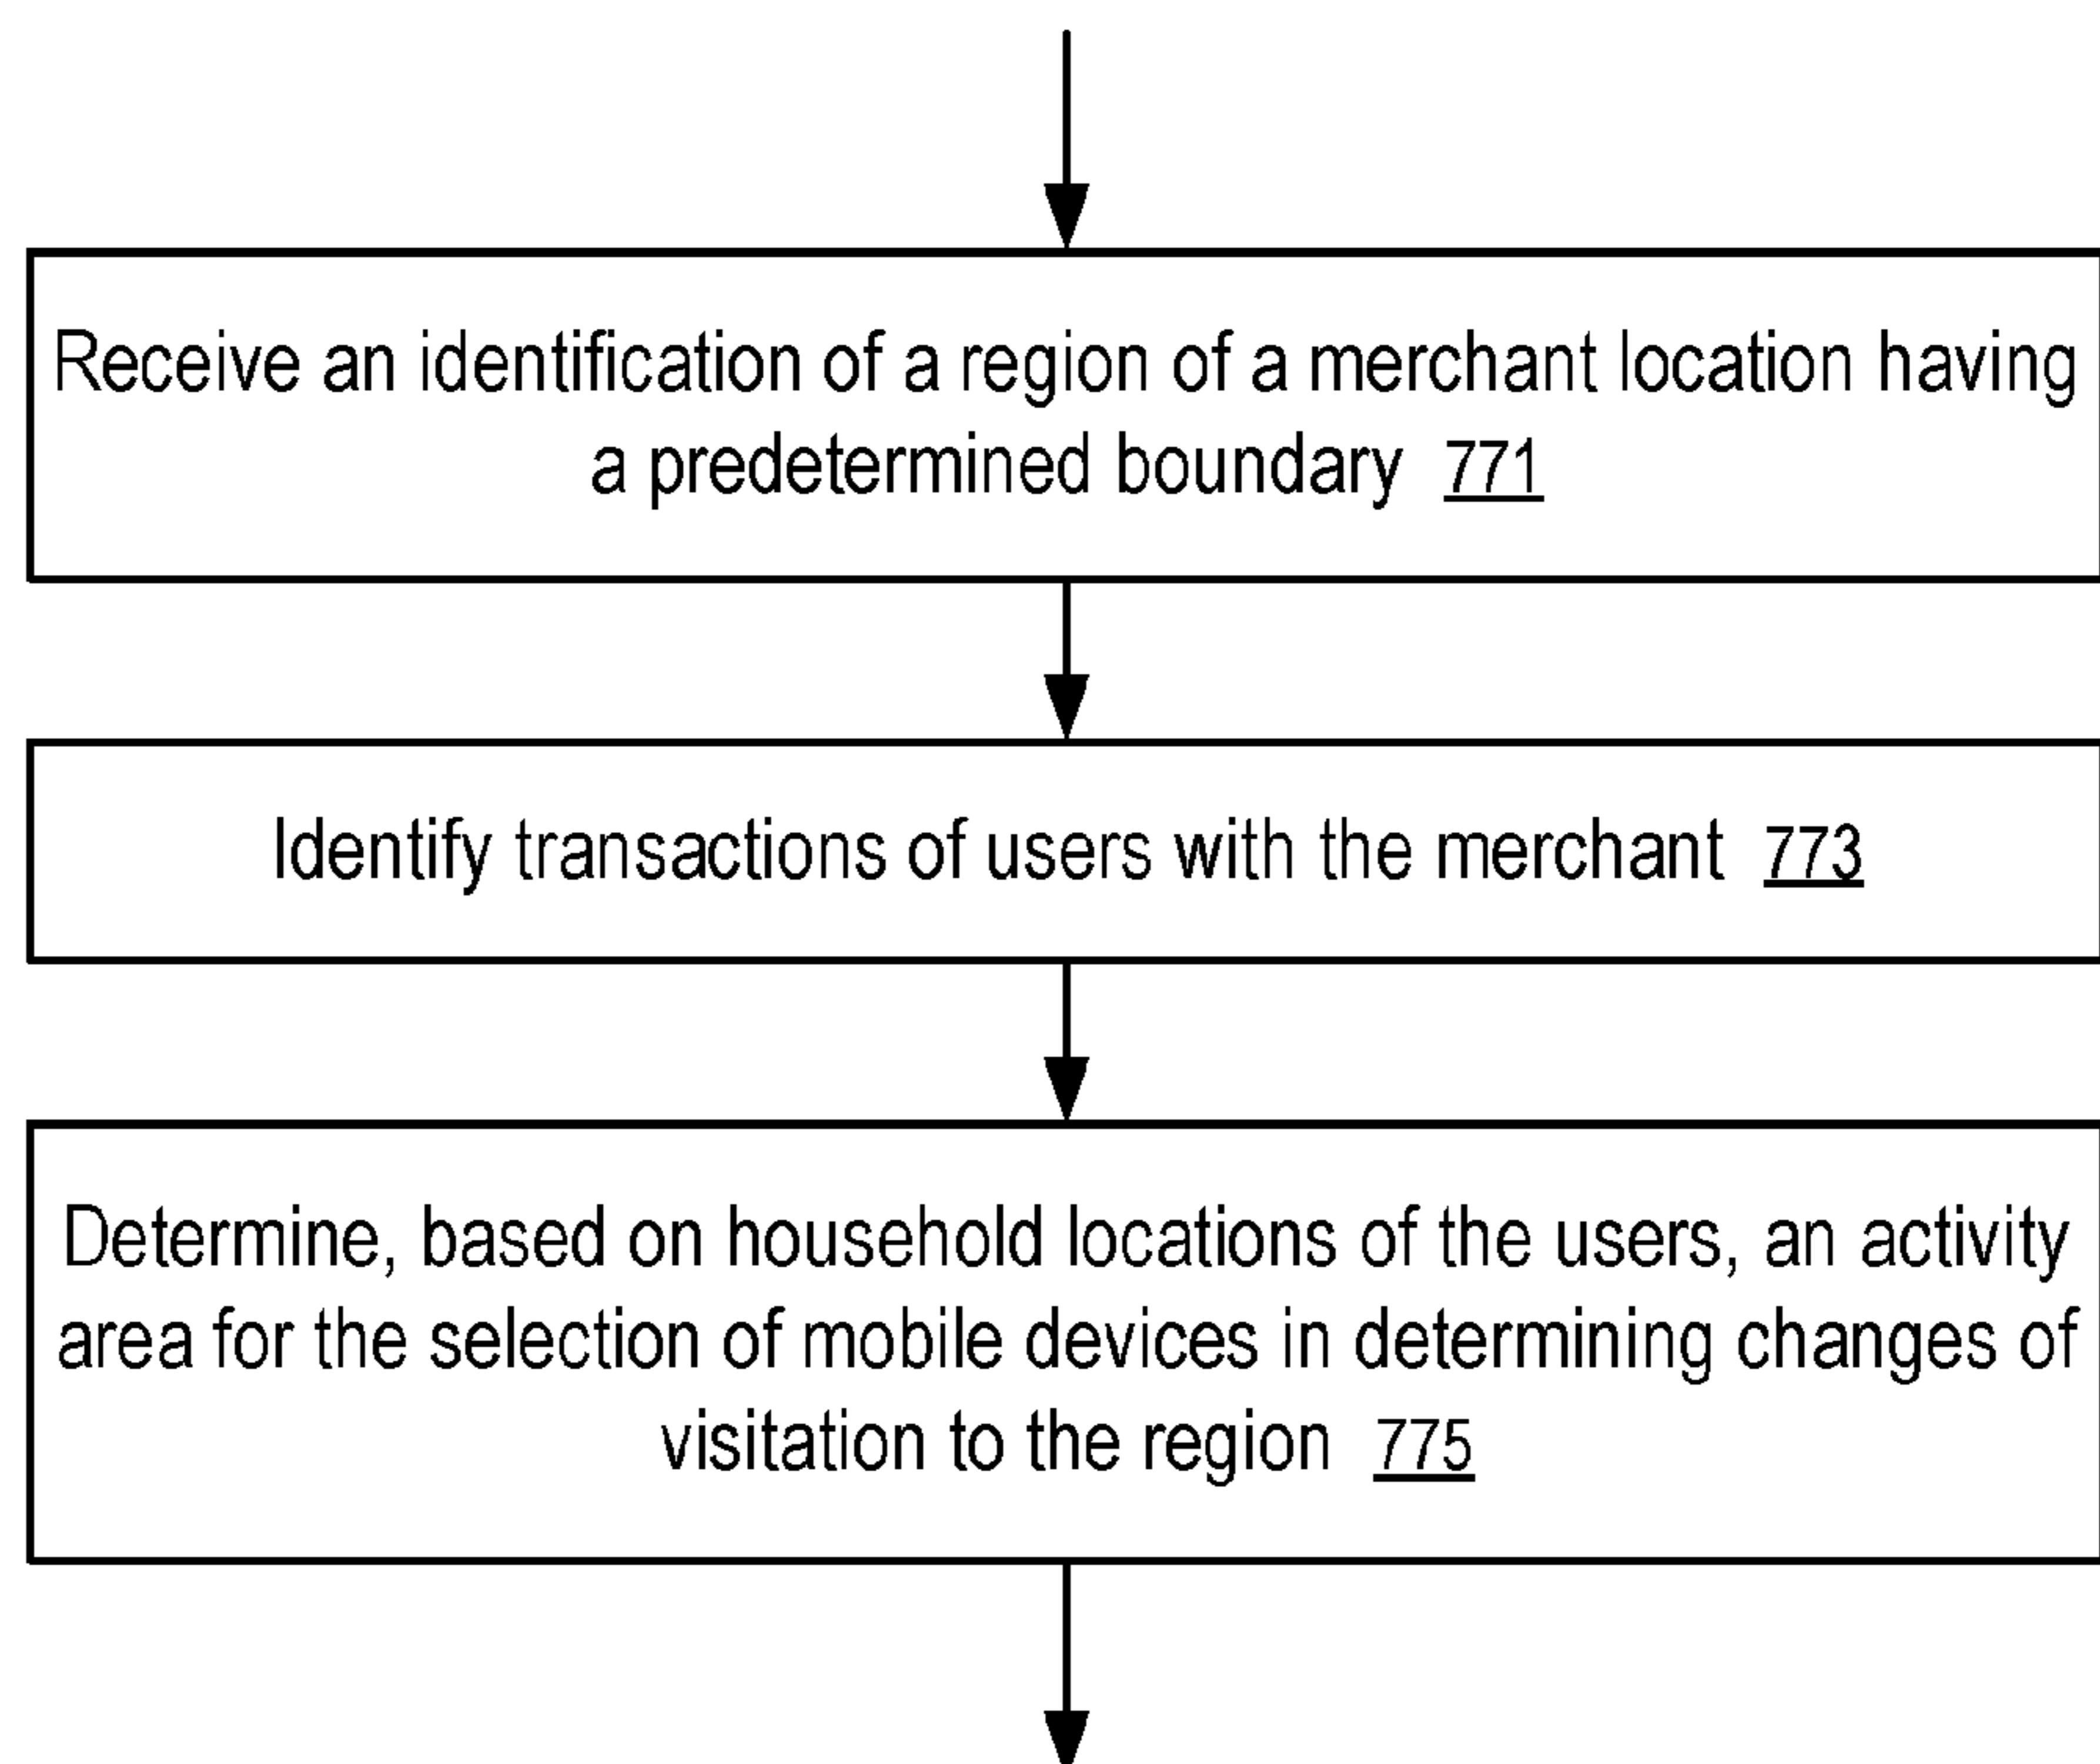 Receive an identification of a region of a merchant location having
a predetermined boundary 771
Identify transactions of users with the merchant 773
Determine, based on household locations of the users, an activity
area for the selection of mobile devices in determining changes of
visitation to the region 775